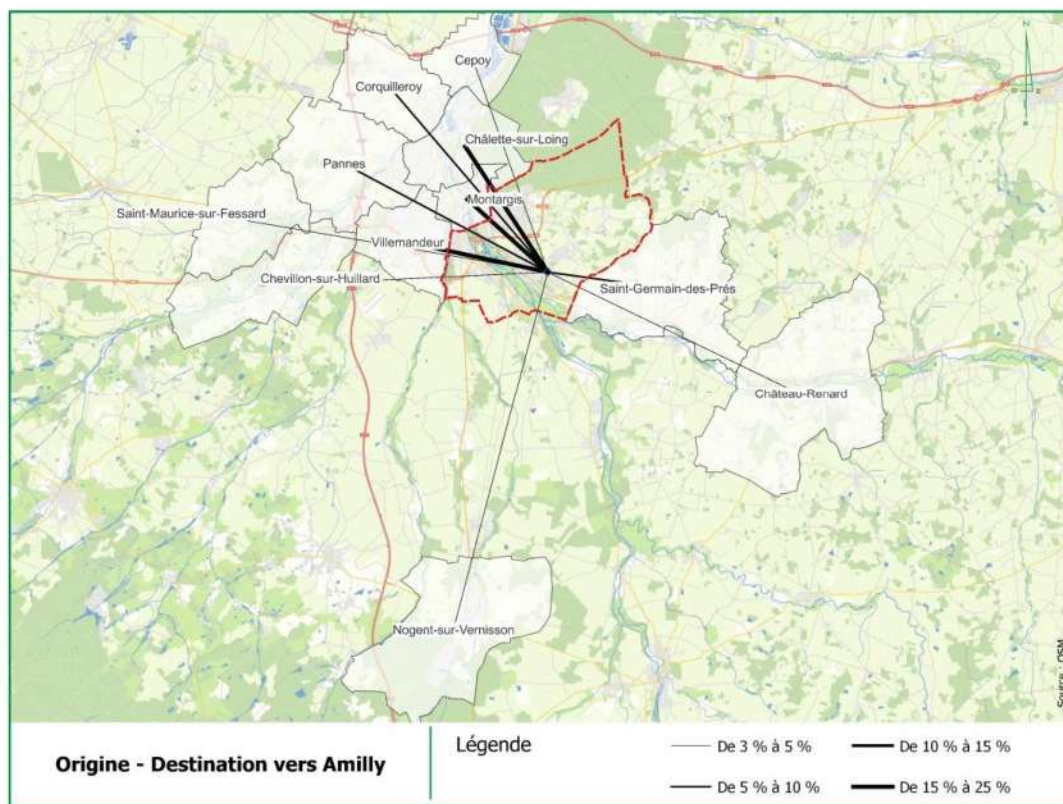 Cepoy
Corquilleroy
Châlette-sur-Loing
Pannes
Montargis
Saint-Maurice-sur-Fessard
Villemandeur
Chevillon-sur-Huillard
Saint-Germain-des-Prés
Château-Renard
Nogent-sur-Vernisson
Source : OSM
Origine - Destination vers Amilly
Légende
De 3 % à 5 %
De 10 % à 15 %
De 5 % à 10 %
De 15 % à 25 %